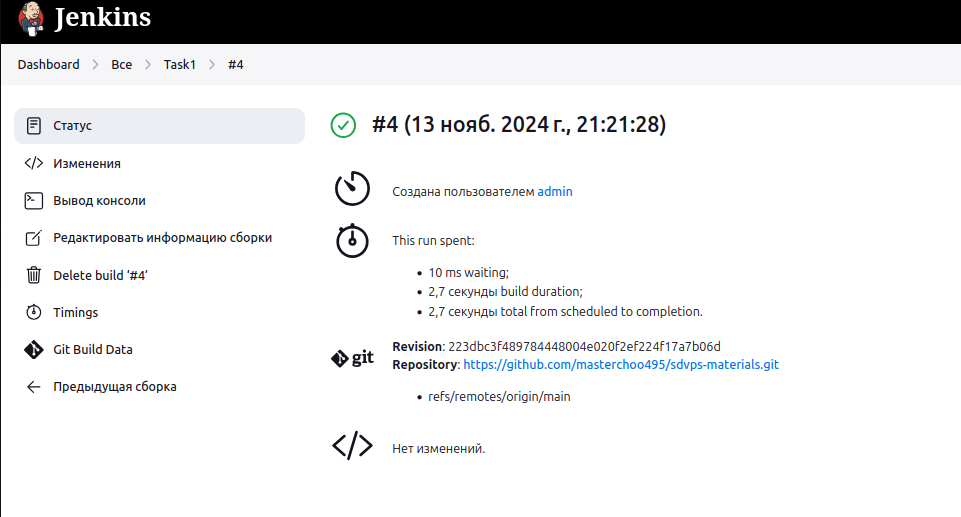 Jenkins
Dashboard > Все > Task1 > #4
Статус
Изменения
Вывод консоли
Редактировать информацию сборки
Delete build ‘#4’
Timings
Git Build Data
Предыдущая сборка
#4 (13 нояб. 2024 г., 21:21:28)
Создана пользователем admin
This run spent:
• 10 ms waiting;
• 2,7 секунды build duration;
• 2,7 секунды total from scheduled to completion.
git
Revision: 223dbc3f489784448004e020f2ef224f17a7b06d
Repository: https://github.com/masterchoo495/sdvps-materials.git
• refs/remotes/origin/main
Нет изменений.